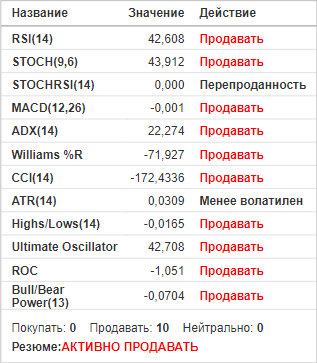 Название Значение Действие
RSI(14) 42,608 Продавать
STOCH(9,6) 43,912 Продавать
STOCHRSI(14) 0,000 Перепроданность
MACD(12,26) -0,001 Продавать
ADX(14) 22,274 Продавать
Williams %R -71,927 Продавать
CCI(14) -172,4336 Продавать
ATR(14) 0,0309 Менее волатилен
Highs/Lows(14) -0,0165 Продавать
Ultimate Oscillator 42,708 Продавать
ROC -1,051 Продавать
Bull/Bear
Power(13) -0,0704 Продавать
Покупать: 0 Продавать: 10 Нейтрально: 0
Резюме:АКТИВНО ПРОДАВАТЬ